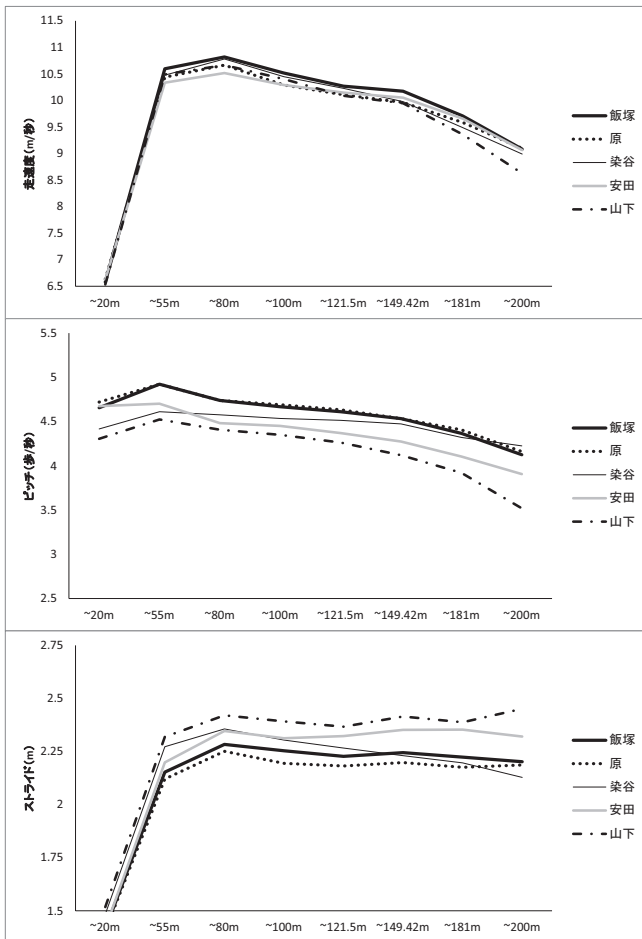 走速度(m/秒)
11.5
11
10.5
10
9.5
9
8.5
8
7.5
7
6.5
~20m ~55m ~80m ~100m ~121.5m ~149.42m ~181m ~200m
飯塚
原
染谷
安田
山下
ピッチ(歩/秒)
5.5
5
4.5
4
3.5
3
2.5
~20m ~55m ~80m ~100m ~121.5m ~149.42m ~181m ~200m
飯塚
原
染谷
安田
山下
ストライド(m)
2.75
2.5
2.25
2
1.75
1.5
~20m ~55m ~80m ~100m ~121.5m ~149.42m ~181m ~200m
飯塚
原
染谷
安田
山下